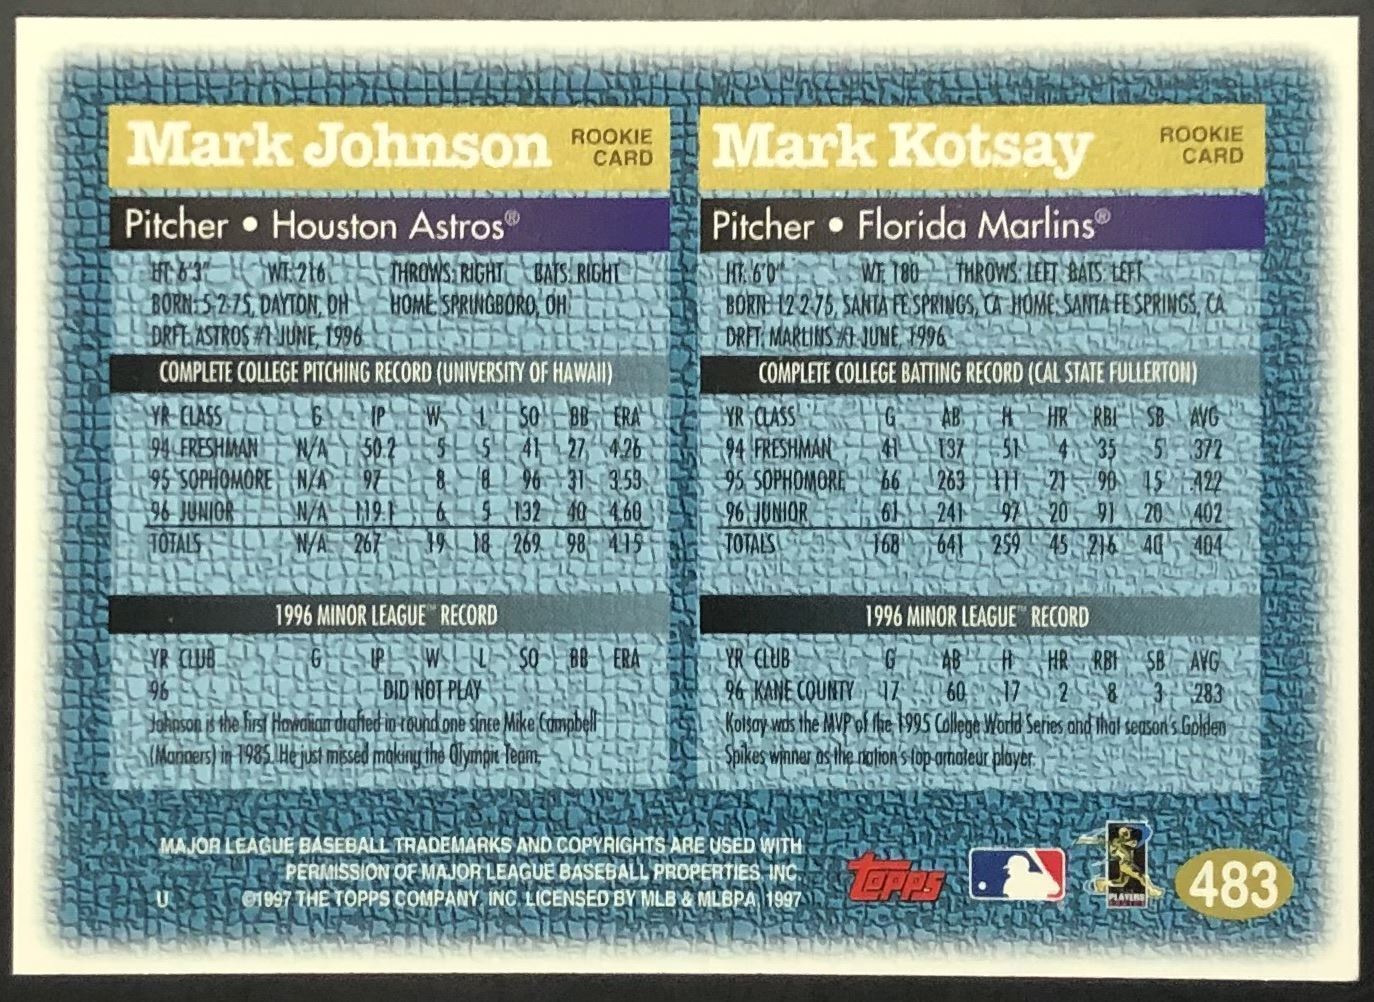 Mark Johnson ROOKIE CARD
Pitcher • Houston Astros®
HT: 6'3" WT: 216 THROWS: RIGHT BATS: RIGHT
BORN: 5-2-75, DAYTON, OH HOME: SPRINGBORO, OH
DRFT: ASTROS #1-JUNE, 1996
COMPLETE COLLEGE PITCHING RECORD (UNIVERSITY OF HAWAII)
YR CLASS G IP W L SO BB ERA
94 FRESHMAN N/A 50.2 5 5 41 27 4.26
95 SOPHOMORE N/A 97 8 8 96 31 3.53
96 JUNIOR N/A 119.1 6 5 132 40 4.60
TOTALS N/A 267 19 18 269 98 4.15
1996 MINOR LEAGUE™ RECORD
YR CLUB G IP W L SO BB ERA
96 DID NOT PLAY
Johnson is the first Hawaiian drafted in round one since Mike Campbell
(Mariners) in 1985. He just missed making the Olympic Team.
Mark Kotsay ROOKIE CARD
Pitcher • Florida Marlins®
HT: 6'0" WT: 180 THROWS: LEFT BATS: LEFT
BORN: 12-2-75, SANTA FE SPRINGS, CA HOME: SANTA FE SPRINGS, CA
DRFT: MARLINS #1-JUNE, 1996
COMPLETE COLLEGE BATTING RECORD (CAL STATE FULLERTON)
YR CLASS G AB H HR RBI SB AVG
94 FRESHMAN 41 137 51 4 35 5 .372
95 SOPHOMORE 66 263 111 21 90 15 .422
96 JUNIOR 61 241 97 20 91 20 .402
TOTALS 168 641 259 45 216 40 .404
1996 MINOR LEAGUE™ RECORD
YR CLUB G AB H HR RBI SB AVG
96 KANE COUNTY 17 60 17 2 8 3 .283
Kotsay was the MVP of the 1995 College World Series and that season's Golden
Spikes winner as the nation's top amateur player.
MAJOR LEAGUE BASEBALL TRADEMARKS AND COPYRIGHTS ARE USED WITH
PERMISSION OF MAJOR LEAGUE BASEBALL PROPERTIES, INC.
U ©1997 THE TOPPS COMPANY, INC. LICENSED BY MLB & MLBPA, 1997
TOPPS
PLAYERS
483